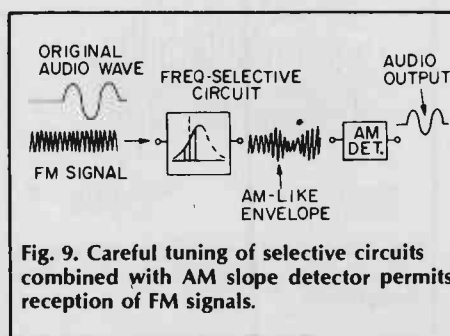 ORIGINAL
AUDIO WAVE
FREQ-SELECTIVE
CIRCUIT
AUDIO
OUTPUT
FM SIGNAL
AM
DET.
AM-LIKE
ENVELOPE
Fig. 9. Careful tuning of selective circuits
combined with AM slope detector permits
reception of FM signals.